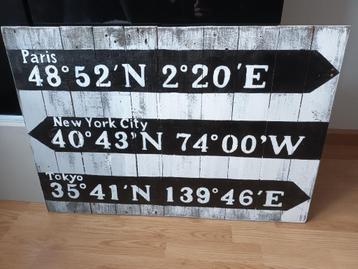 Paris
48°52'N 2°20'E
New York City
40°43"N 74°00'W
Tokyo
35°41'N 139°46'E